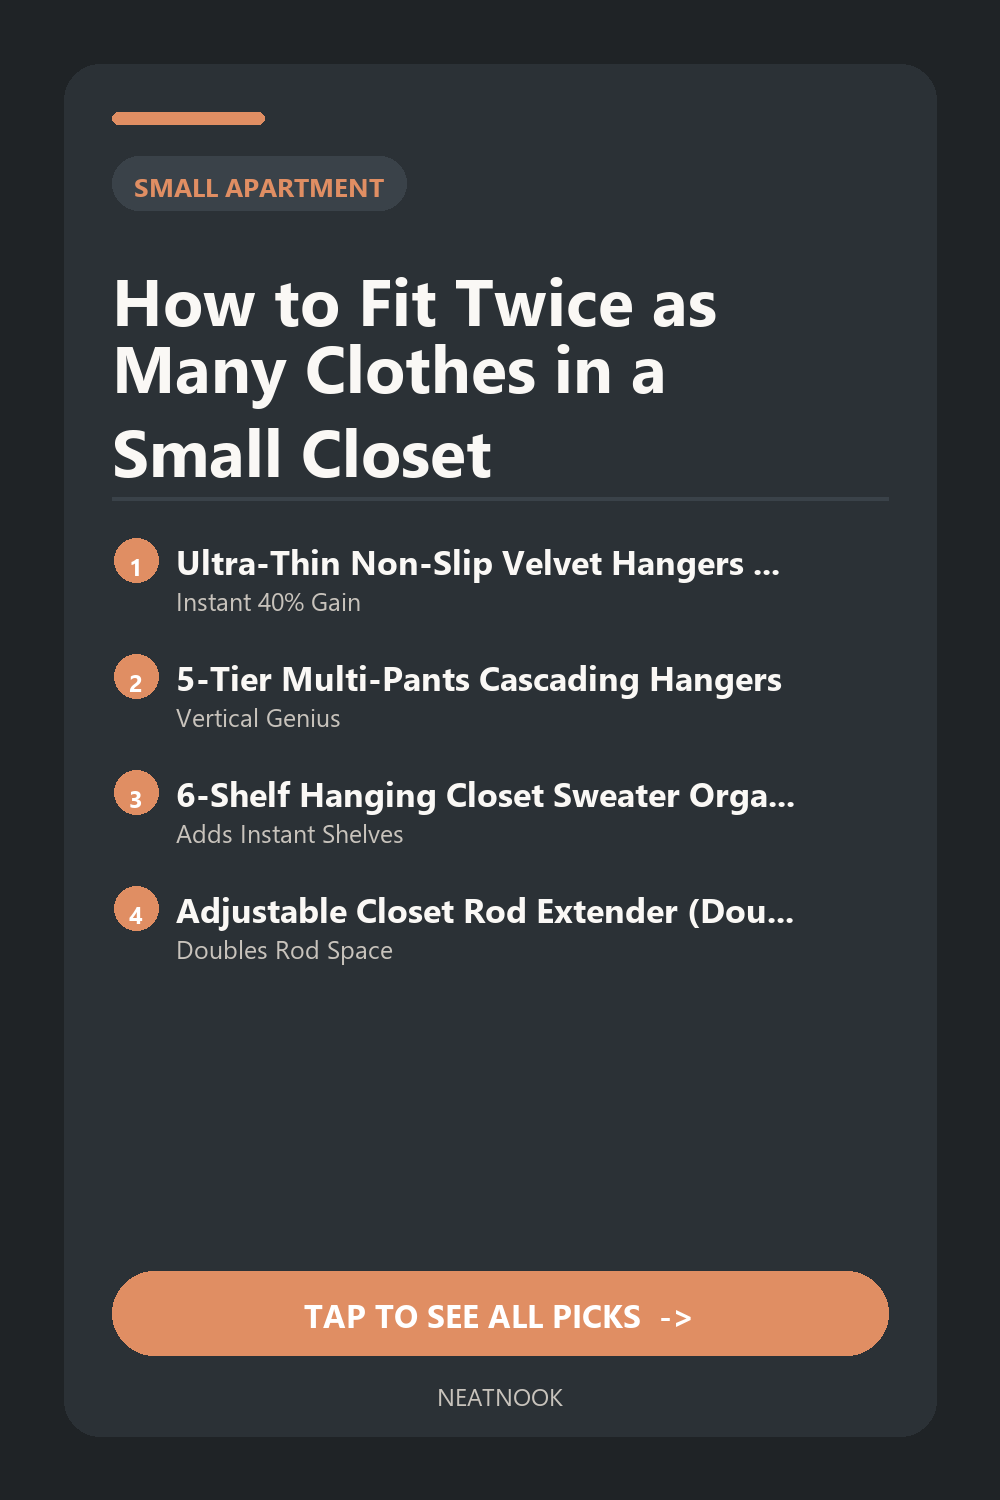 SMALL APARTMENT
How to Fit Twice as
Many Clothes in a
Small Closet
1 Ultra-Thin Non-Slip Velvet Hangers ...
Instant 40% Gain
2 5-Tier Multi-Pants Cascading Hangers
Vertical Genius
3 6-Shelf Hanging Closet Sweater Orga...
Adds Instant Shelves
4 Adjustable Closet Rod Extender (Dou...
Doubles Rod Space
TAP TO SEE ALL PICKS ->
NEATNOOK